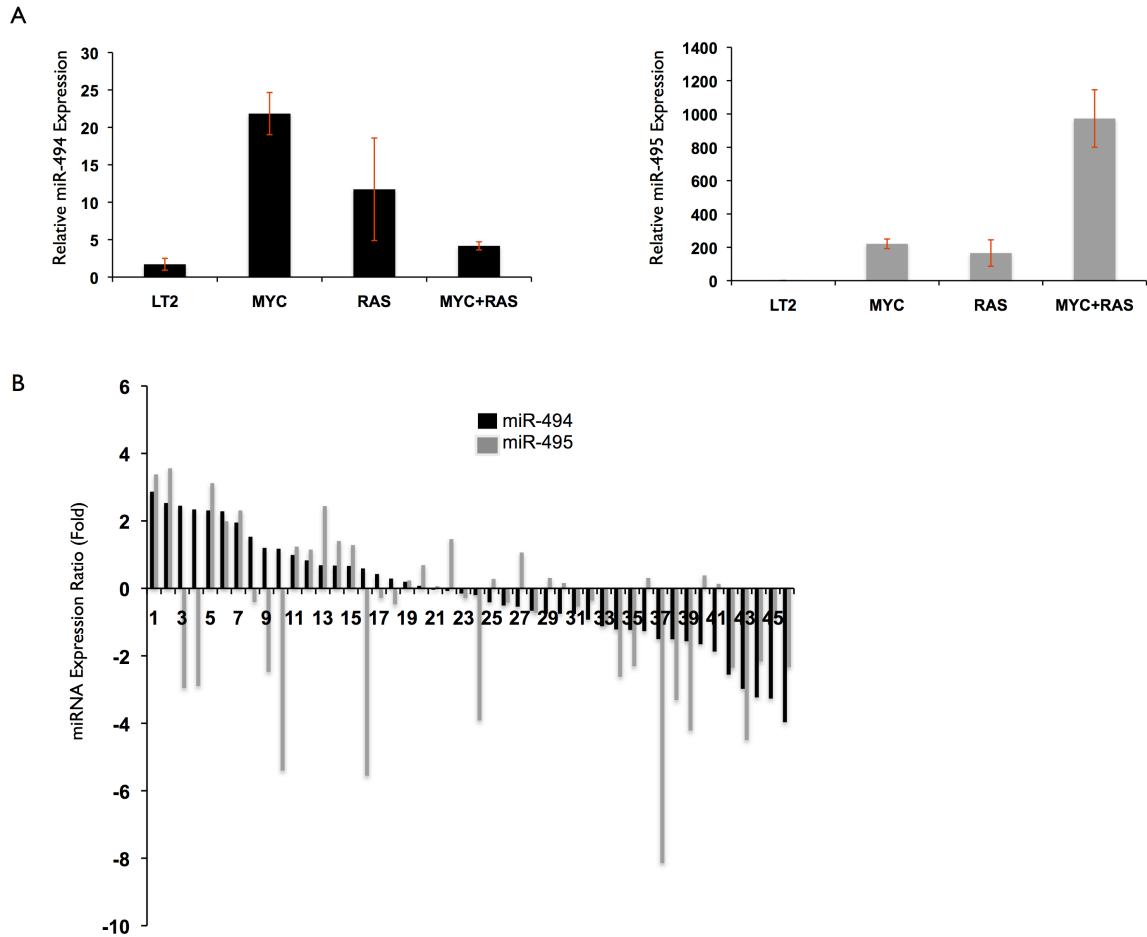 A
Relative miR-494 Expression
30
25
20
15
10
5
0
LT2 MYC RAS MYC+RAS
Relative miR-495 Expression
1400
1200
1000
800
600
400
200
0
LT2 MYC RAS MYC+RAS
B
miRNA Expression Ratio (Fold)
6
4
2
0
-2
-4
-6
-8
-10
miR-494
miR-495
1 3 5 7 9 11 13 15 17 19 21 23 25 27 29 31 33 35 37 39 41 43 45